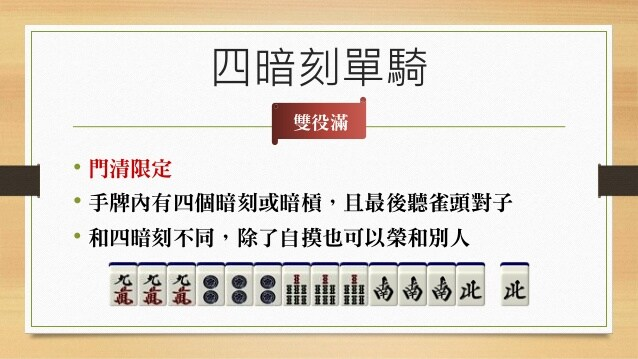 四暗刻單騎
雙役滿
• 門清限定
• 手牌內有四個暗刻或暗槓，且最後聽雀頭對子
• 和四暗刻不同，除了自摸也可以榮和別人
九萬 九萬 九萬 南 南 南 北 北